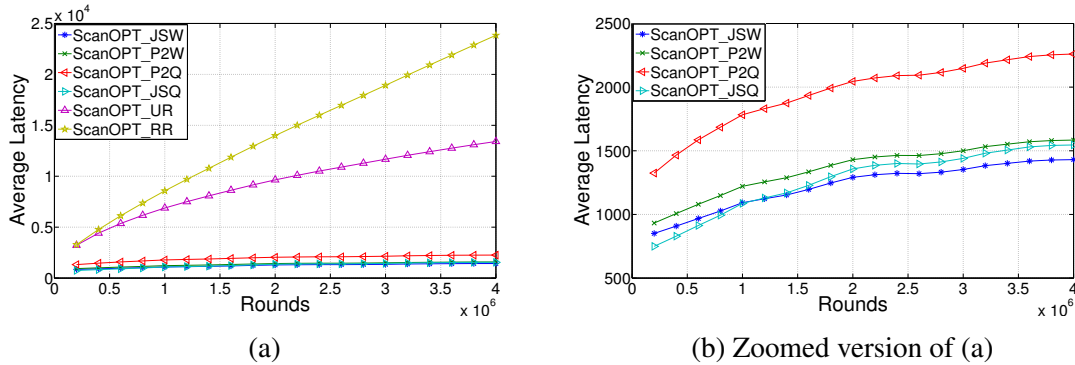 x 10^4
2.5
2
1.5
1
0.5
0
Average Latency
ScanOPT_JSW
ScanOPT_P2W
ScanOPT_P2Q
ScanOPT_JSQ
ScanOPT_UR
ScanOPT_RR
0 0.5 1 1.5 2 2.5 3 3.5 4
Rounds
x 10^6
(a)
2500
2000
1500
1000
500
Average Latency
ScanOPT_JSW
ScanOPT_P2W
ScanOPT_P2Q
ScanOPT_JSQ
0 0.5 1 1.5 2 2.5 3 3.5 4
Rounds
x 10^6
(b) Zoomed version of (a)